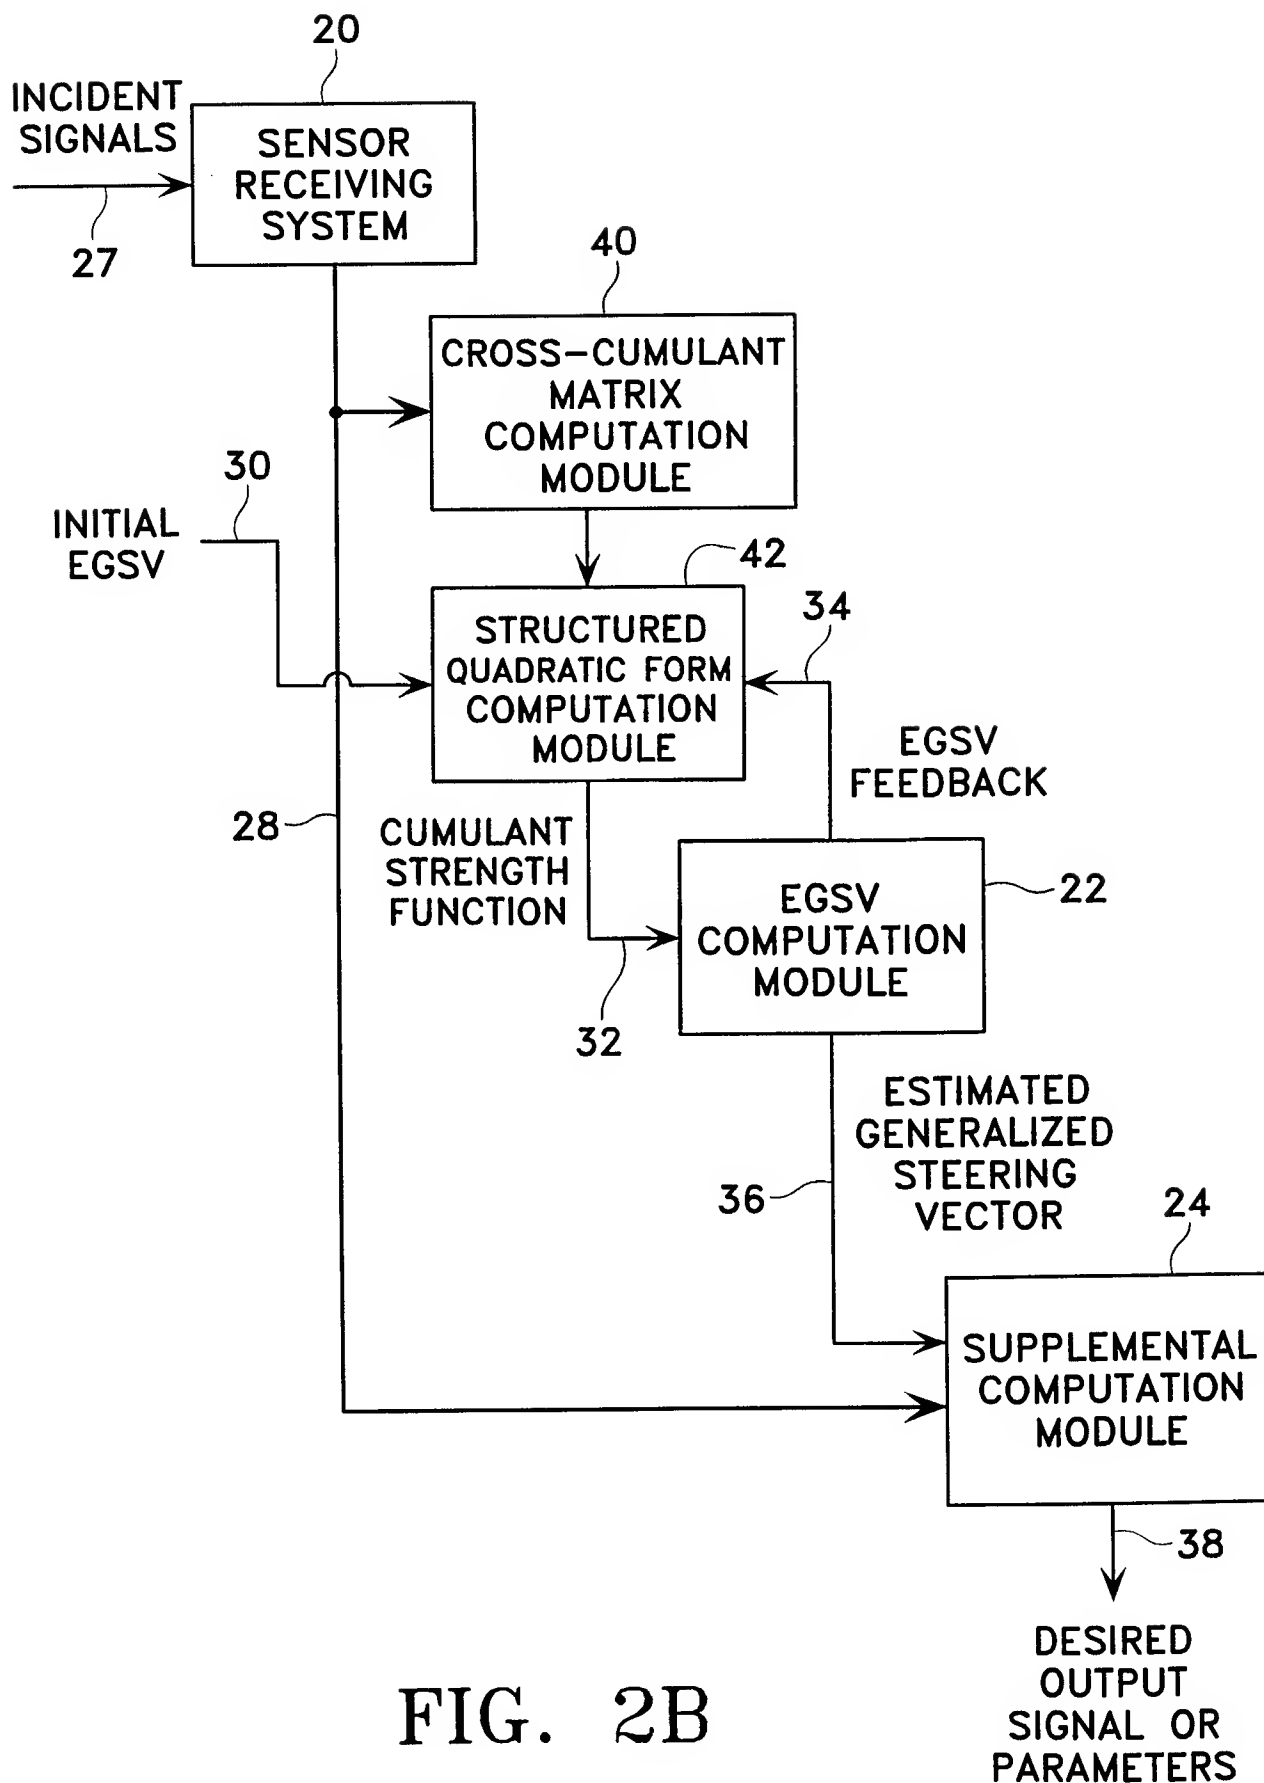 20
INCIDENT
SIGNALS
SENSOR
RECEIVING
SYSTEM
27
40
CROSS-CUMULANT
MATRIX
COMPUTATION
MODULE
30
INITIAL
EGSV
42
STRUCTURED
QUADRATIC FORM
COMPUTATION
MODULE
34
EGSV
FEEDBACK
28
CUMULANT
STRENGTH
FUNCTION
EGSV
COMPUTATION
MODULE
22
32
ESTIMATED
GENERALIZED
STEERING
VECTOR
36
24
SUPPLEMENTAL
COMPUTATION
MODULE
38
DESIRED
OUTPUT
SIGNAL OR
PARAMETERS
FIG. 2B